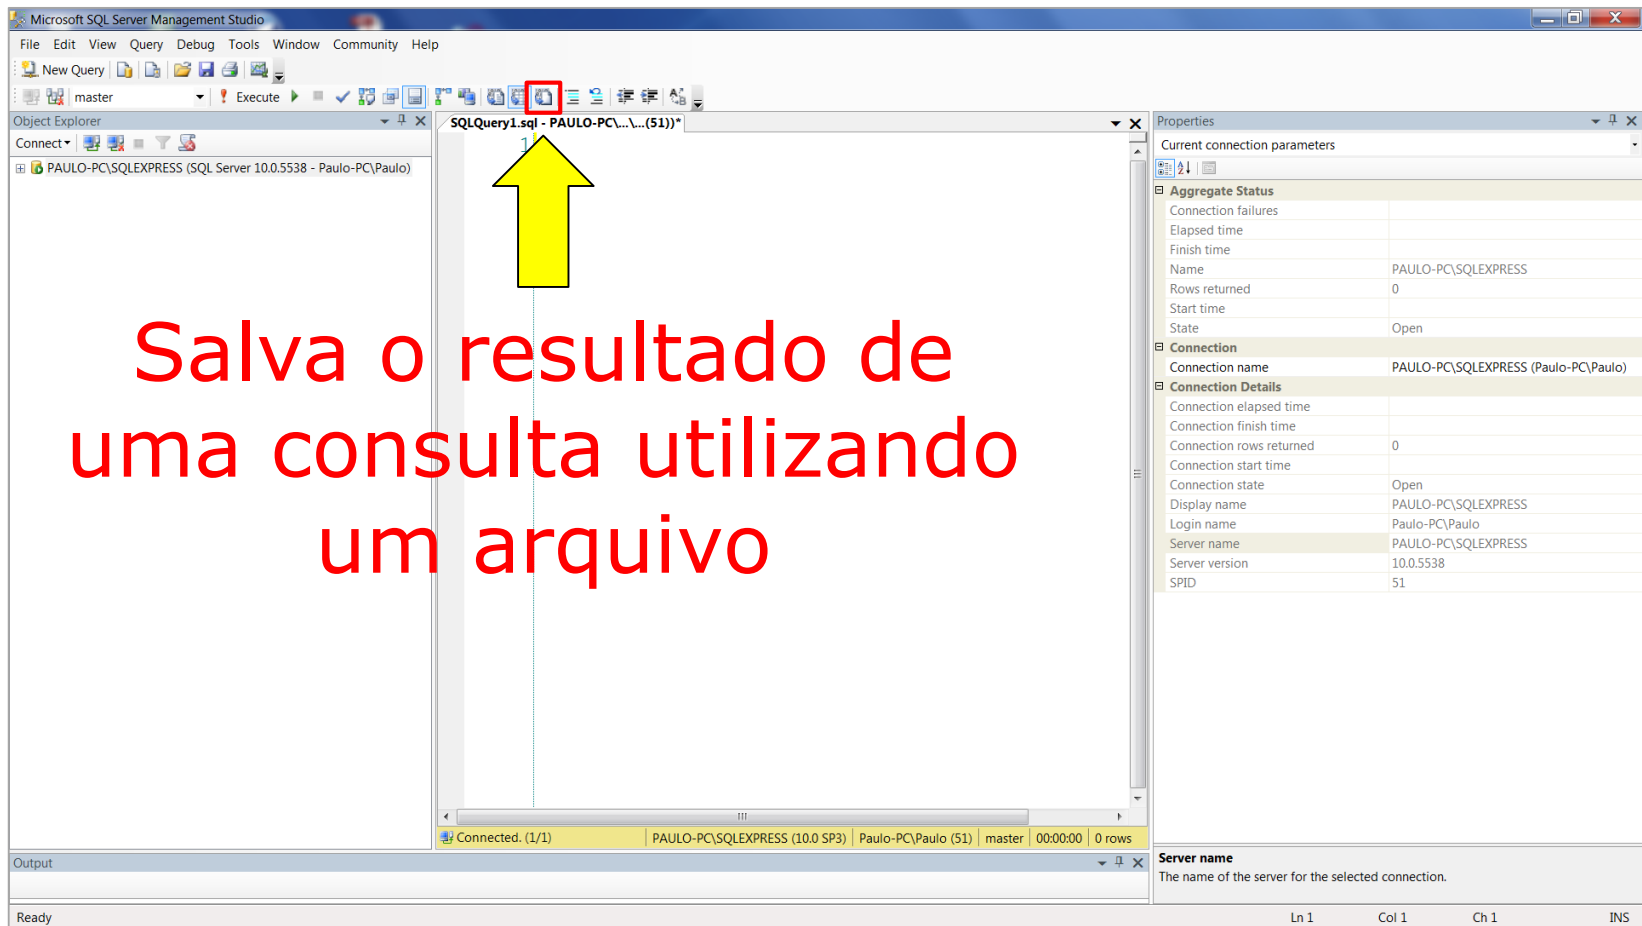 Microsoft SQL Server Management Studio
File Edit View Query Debug Tools Window Community Help
New Query
master Execute
Object Explorer
Connect
PAULO-PC\SQLEXPRESS (SQL Server 10.0.5538 - Paulo-PC\Paulo)
SQLQuery1.sql - PAULO-PC\...\...(51))*
1
Salva o resultado de
uma consulta utilizando
um arquivo
Connected. (1/1) PAULO-PC\SQLEXPRESS (10.0 SP3) Paulo-PC\Paulo (51) master 00:00:00 0 rows
Output
Properties
Current connection parameters
Aggregate Status
Connection failures
Elapsed time
Finish time
Name PAULO-PC\SQLEXPRESS
Rows returned 0
Start time
State Open
Connection
Connection name PAULO-PC\SQLEXPRESS (Paulo-PC\Paulo)
Connection Details
Connection elapsed time
Connection finish time
Connection rows returned 0
Connection start time
Connection state Open
Display name PAULO-PC\SQLEXPRESS
Login name Paulo-PC\Paulo
Server name PAULO-PC\SQLEXPRESS
Server version 10.0.5538
SPID 51
Server name
The name of the server for the selected connection.
Ready Ln 1 Col 1 Ch 1 INS